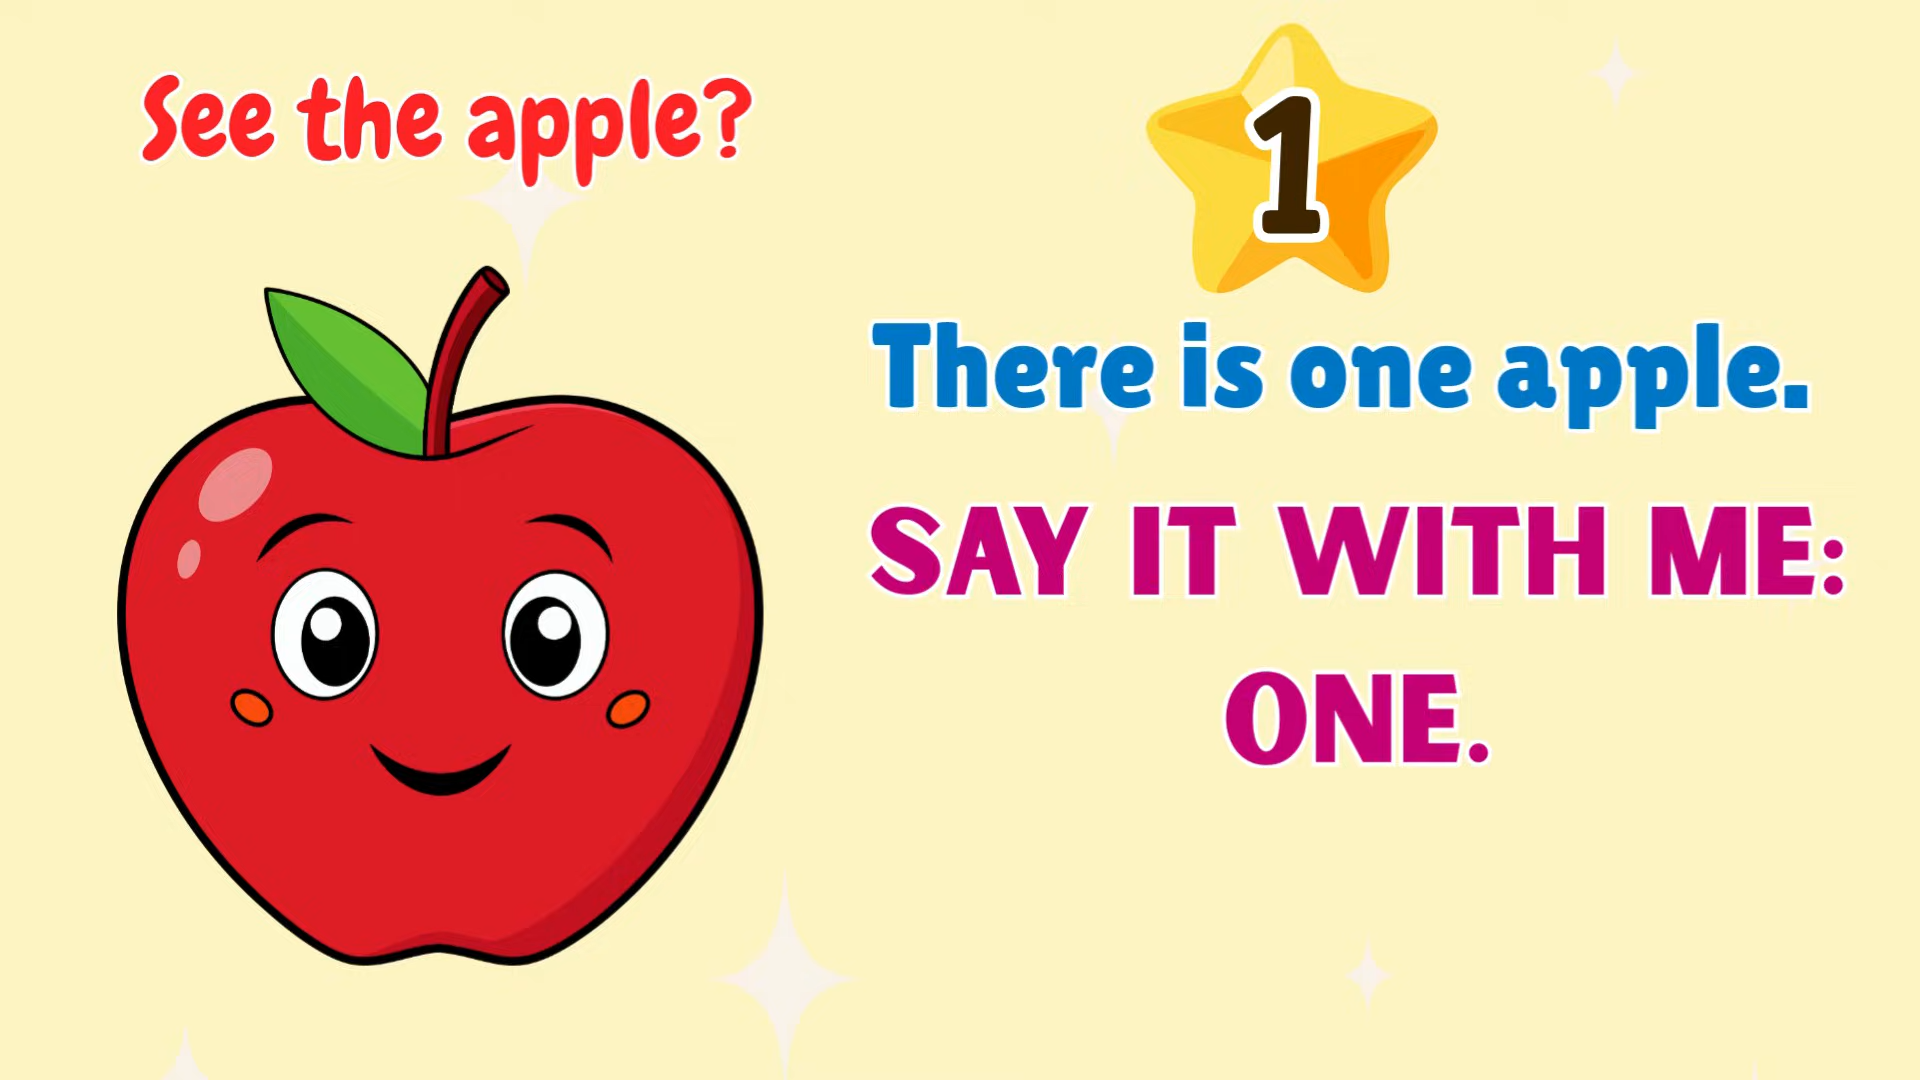 See the apple?
1
There is one apple.
SAY IT WITH ME:
ONE.